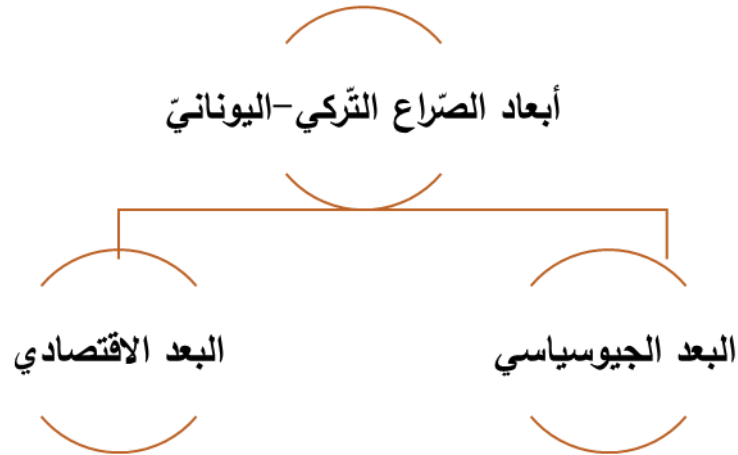 أبعاد الصّراع التّركي-اليونانيّ
البعد الجيوسياسي
البعد الاقتصادي